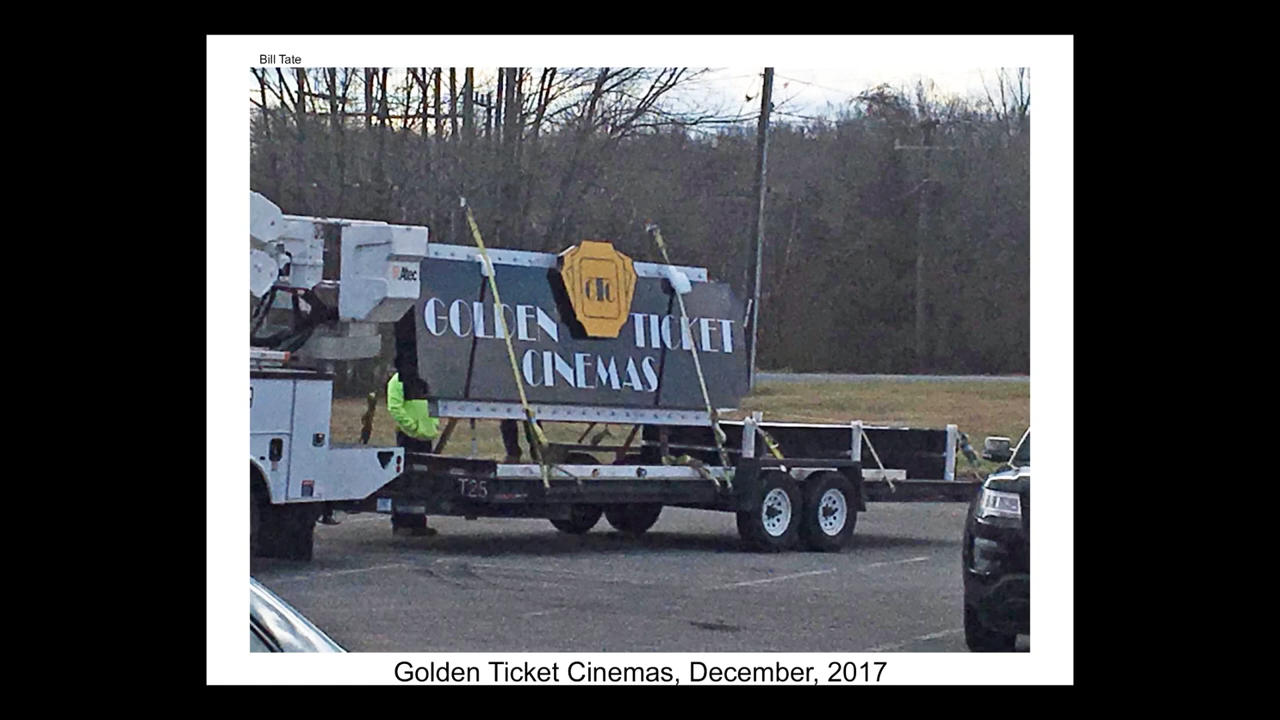 Bill Tate
Altec
GTC
GOLDEN TICKET
CINEMAS
T25
Golden Ticket Cinemas, December, 2017